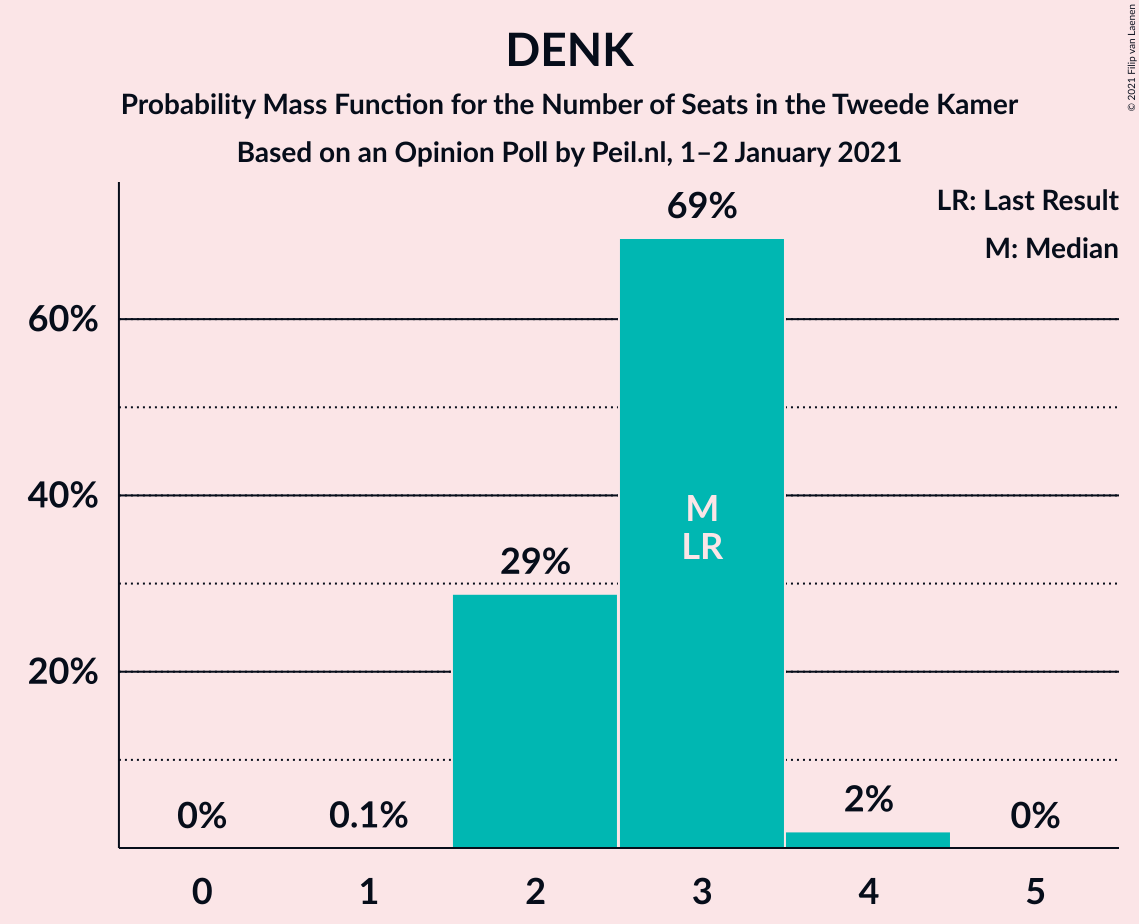 DENK
Probability Mass Function for the Number of Seats in the Tweede Kamer
Based on an Opinion Poll by Peil.nl, 1–2 January 2021
© 2021 Filip van Laenen
LR: Last Result
M: Median
69%
60%
40%
M
LR
29%
20%
0%
0.1%
2%
0%
0
1
2
3
4
5